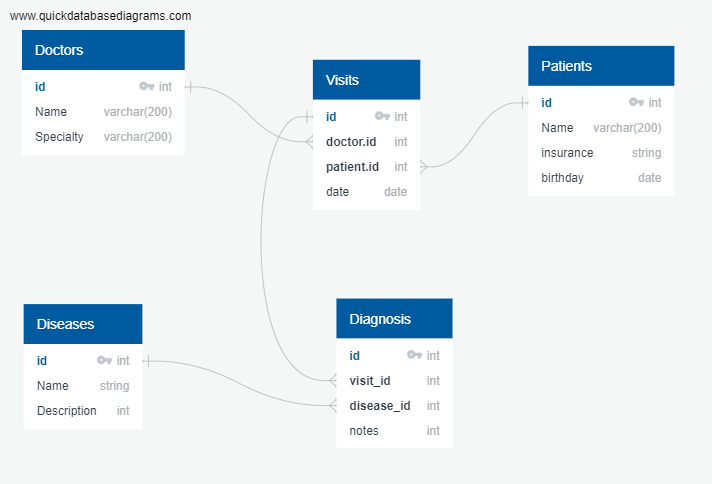 www.quickdatabasediagrams.com
Doctors
id int
Name varchar(200)
Specialty varchar(200)
Visits
id int
doctor.id int
patient.id int
date date
Patients
id int
Name varchar(200)
insurance string
birthday date
Diseases
id int
Name string
Description int
Diagnosis
id int
visit_id int
disease_id int
notes int